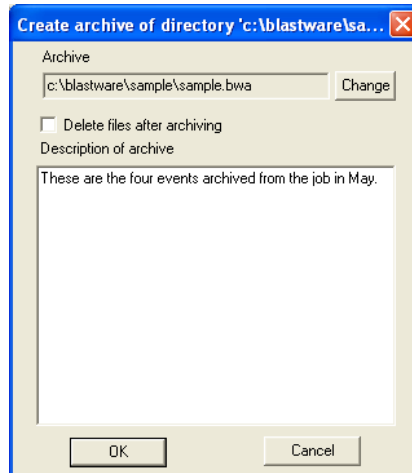 Create archive of directory 'c:\blastware\sa...
Archive
c:\blastware\sample\sample.bwa
Change
Delete files after archiving
Description of archive
These are the four events archived from the job in May.
OK
Cancel